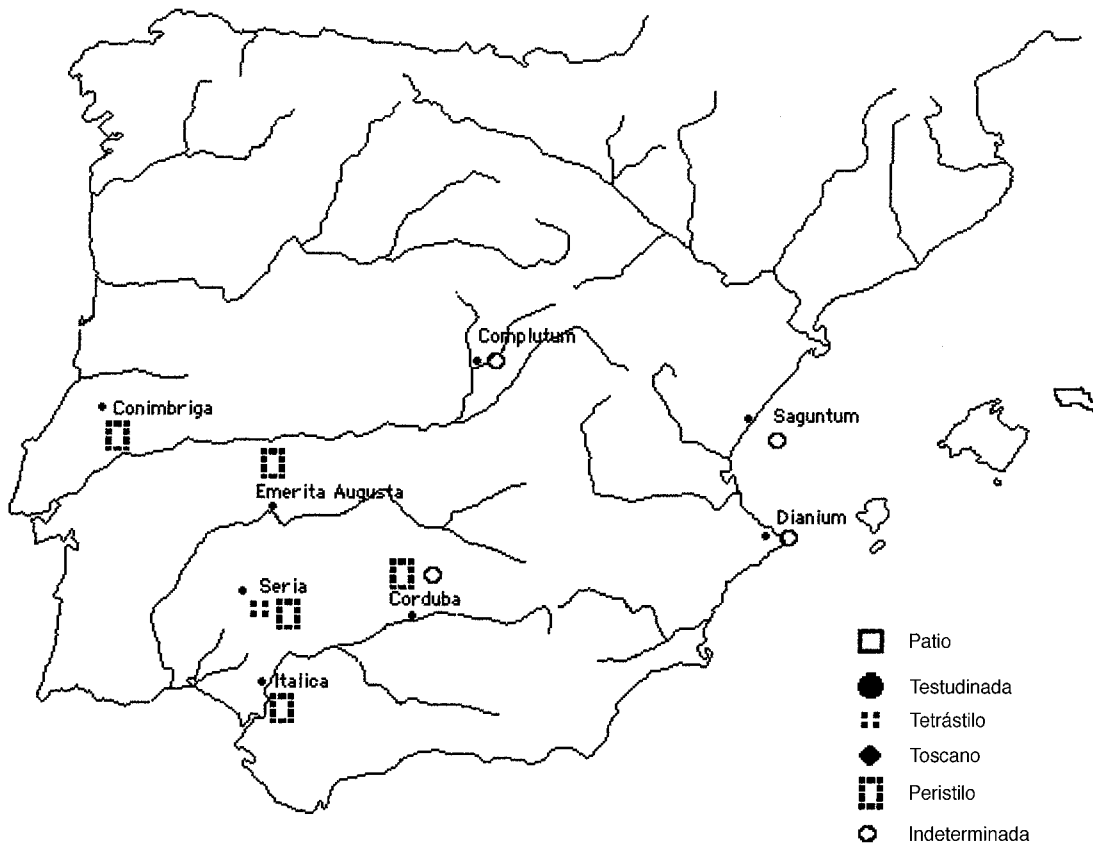 Complutum
Conimbriga
Saguntum
Emerita Augusta
Dianium
Seria
Corduba
Italica
Patio
Testudinada
Tetrástilo
Toscano
Peristilo
Indeterminada